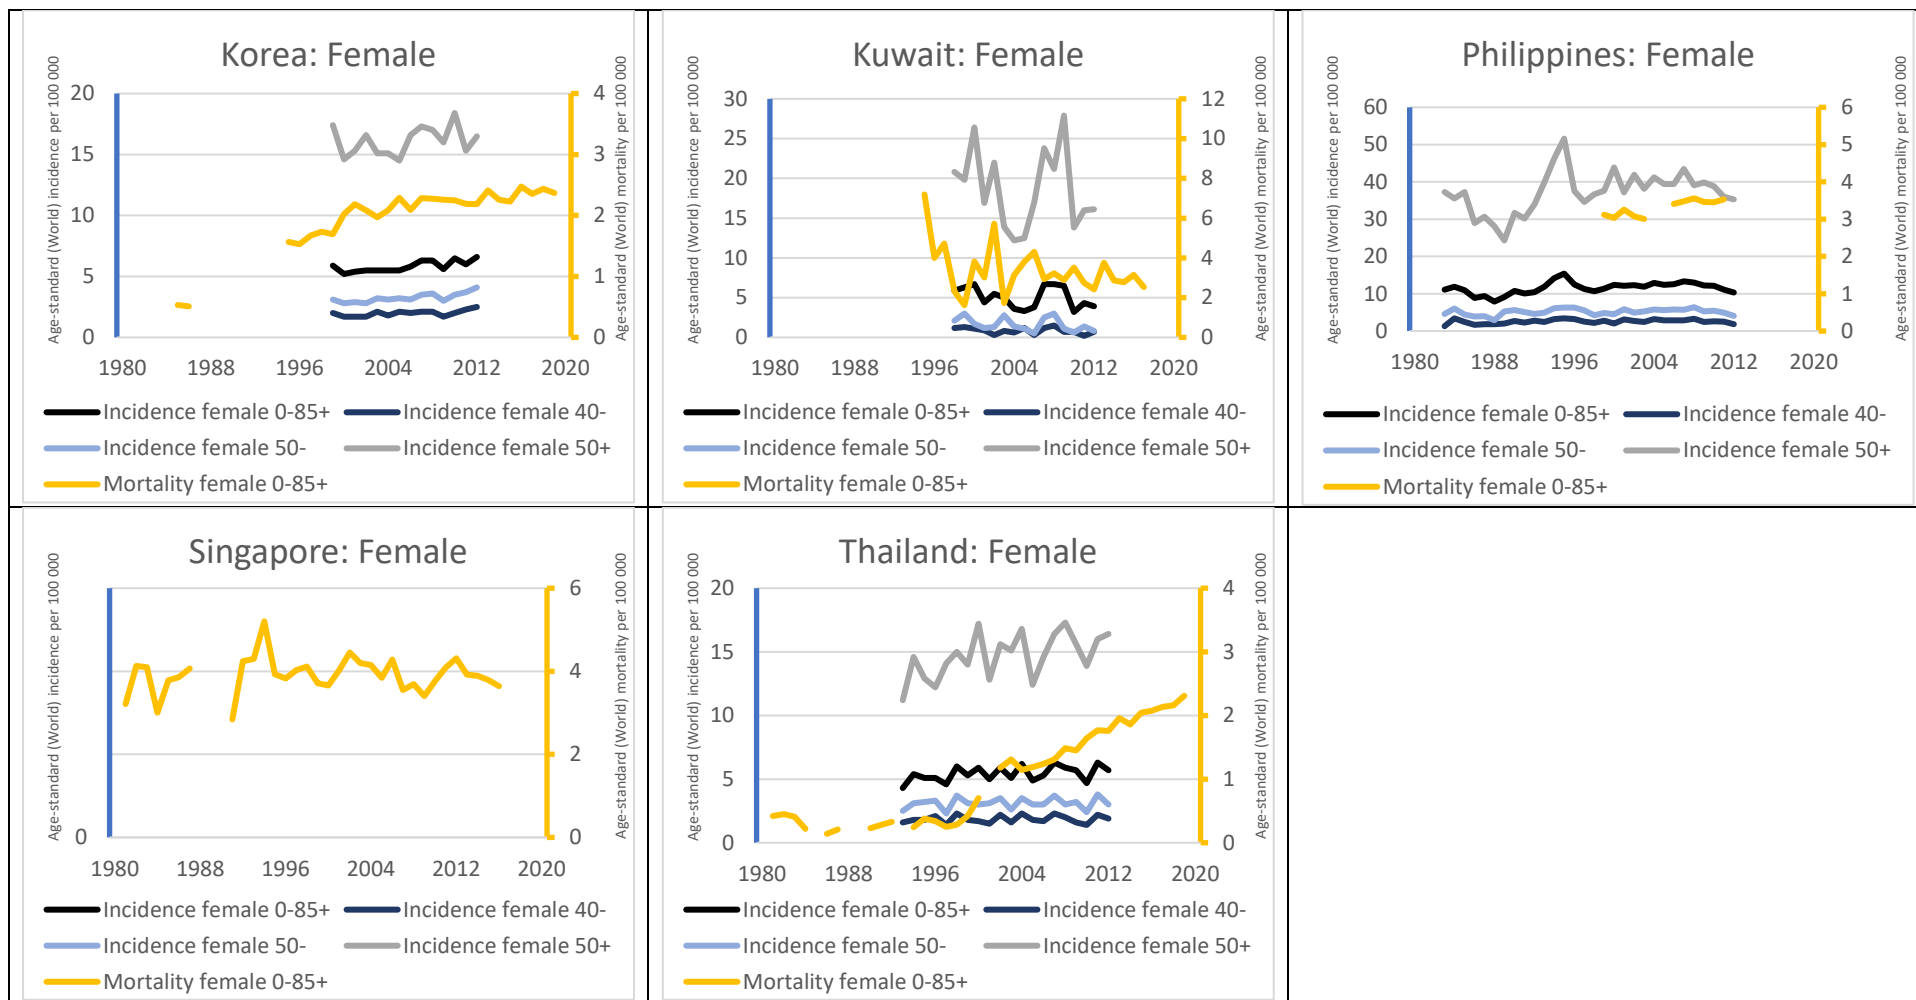 Korea: Female
Age-standard (World) incidence per 100 000
Age-standard (World) mortality per 100 000
20
15
10
5
0
4
3
2
1
0
1980 1988 1996 2004 2012 2020
Incidence female 0-85+ Incidence female 40-
Incidence female 50- Incidence female 50+
Mortality female 0-85+
Kuwait: Female
Age-standard (World) incidence per 100 000
Age-standard (World) mortality per 100 000
30
25
20
15
10
5
0
12
10
8
6
4
2
0
1980 1988 1996 2004 2012 2020
Incidence female 0-85+ Incidence female 40-
Incidence female 50- Incidence female 50+
Mortality female 0-85+
Philippines: Female
Age-standard (World) incidence per 100 000
Age-standard (World) mortality per 100 000
60
50
40
30
20
10
0
6
5
4
3
2
1
0
1980 1988 1996 2004 2012 2020
Incidence female 0-85+ Incidence female 40-
Incidence female 50- Incidence female 50+
Mortality female 0-85+
Singapore: Female
Age-standard (World) incidence per 100 000
Age-standard (World) mortality per 100 000
0
6
4
2
0
1980 1988 1996 2004 2012 2020
Incidence female 0-85+ Incidence female 40-
Incidence female 50- Incidence female 50+
Mortality female 0-85+
Thailand: Female
Age-standard (World) incidence per 100 000
Age-standard (World) mortality per 100 000
20
15
10
5
0
4
3
2
1
0
1980 1988 1996 2004 2012 2020
Incidence female 0-85+ Incidence female 40-
Incidence female 50- Incidence female 50+
Mortality female 0-85+